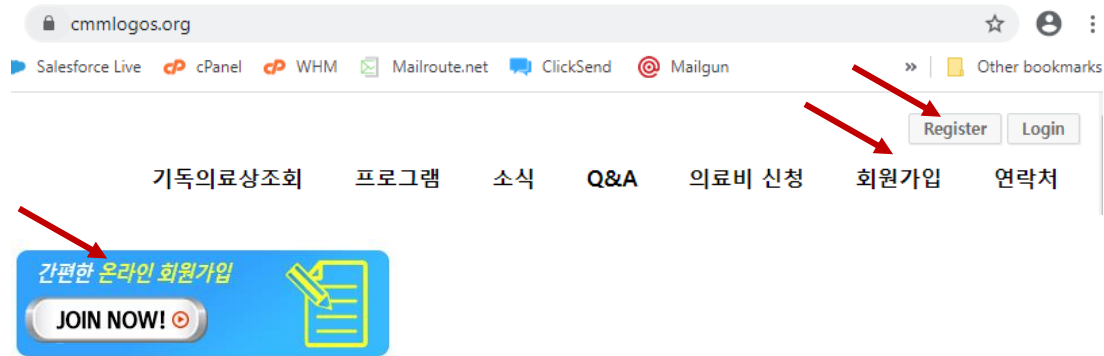 cmmlogos.org
Salesforce Live cPanel WHM Mailroute.net ClickSend Mailgun » Other bookmarks
Register Login
기독의료상조회 프로그램 소식 Q&A 의료비 신청 회원가입 연락처
간편한 온라인 회원가입
JOIN NOW!